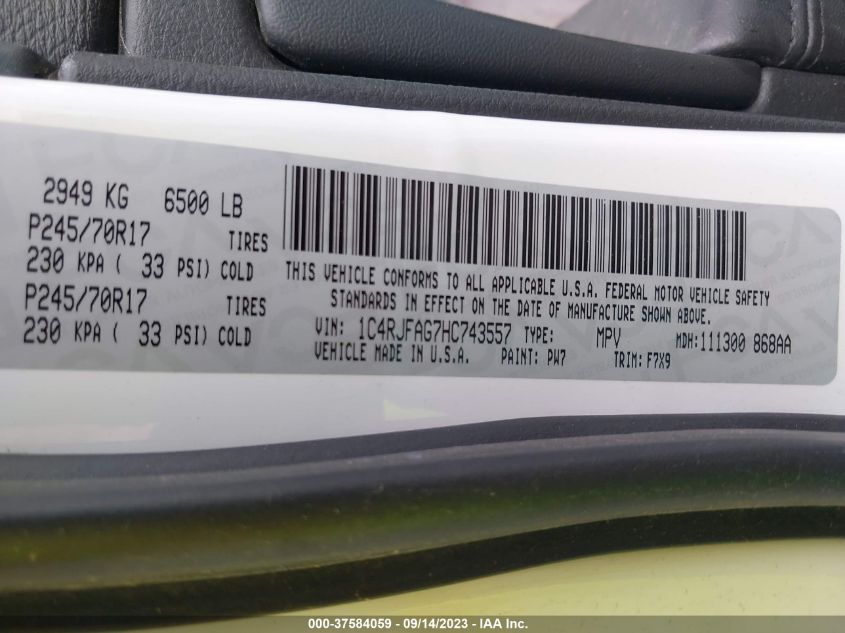 2949 KG 6500 LB
P245/70R17 TIRES
230 KPA ( 33 PSI) COLD
P245/70R17 TIRES
230 KPA ( 33 PSI) COLD
THIS VEHICLE CONFORMS TO ALL APPLICABLE U.S.A. FEDERAL MOTOR VEHICLE SAFETY
STANDARDS IN EFFECT ON THE DATE OF MANUFACTURE SHOWN ABOVE.
VIN: 1C4RJFAG7HC743557 TYPE: MPV MDH:111300 868AA
VEHICLE MADE IN U.S.A. PAINT: PW7 TRIM: F7X9
000-37584059 - 09/14/2023 - IAA Inc.